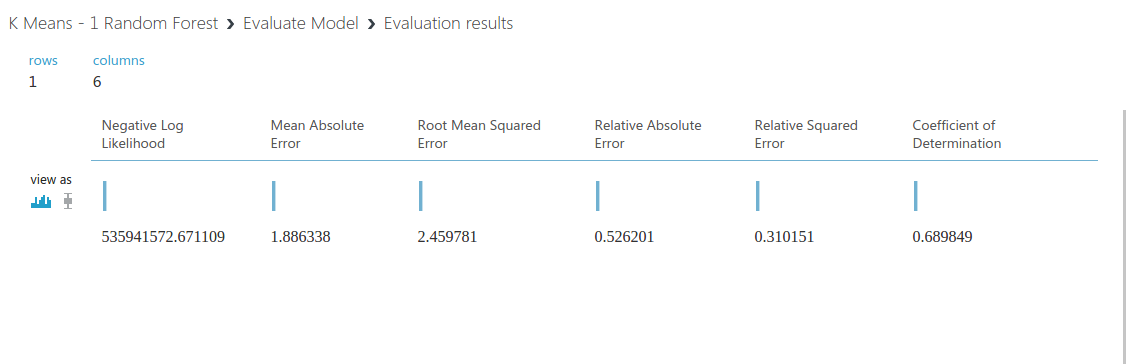 K Means - 1 Random Forest › Evaluate Model › Evaluation results
rows columns
1 6
Negative Log Mean Absolute Root Mean Squared Relative Absolute Relative Squared Coefficient of
Likelihood Error Error Error Error Determination
view as
535941572.671109 1.886338 2.459781 0.526201 0.310151 0.689849